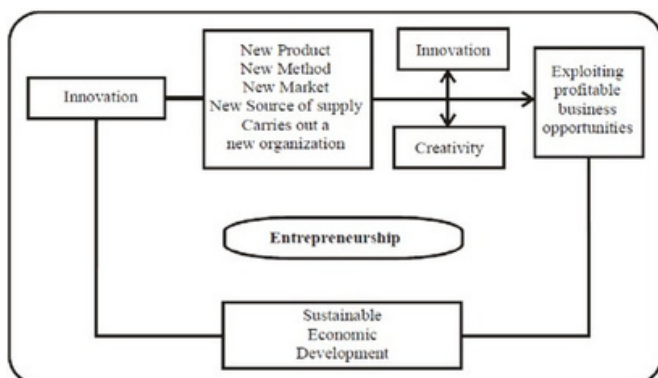 Innovation
New Product
New Method
New Market
New Source of supply
Carries out a
new organization
Innovation
Creativity
Exploiting
profitable
business
opportunities
Entrepreneurship
Sustainable
Economic
Development